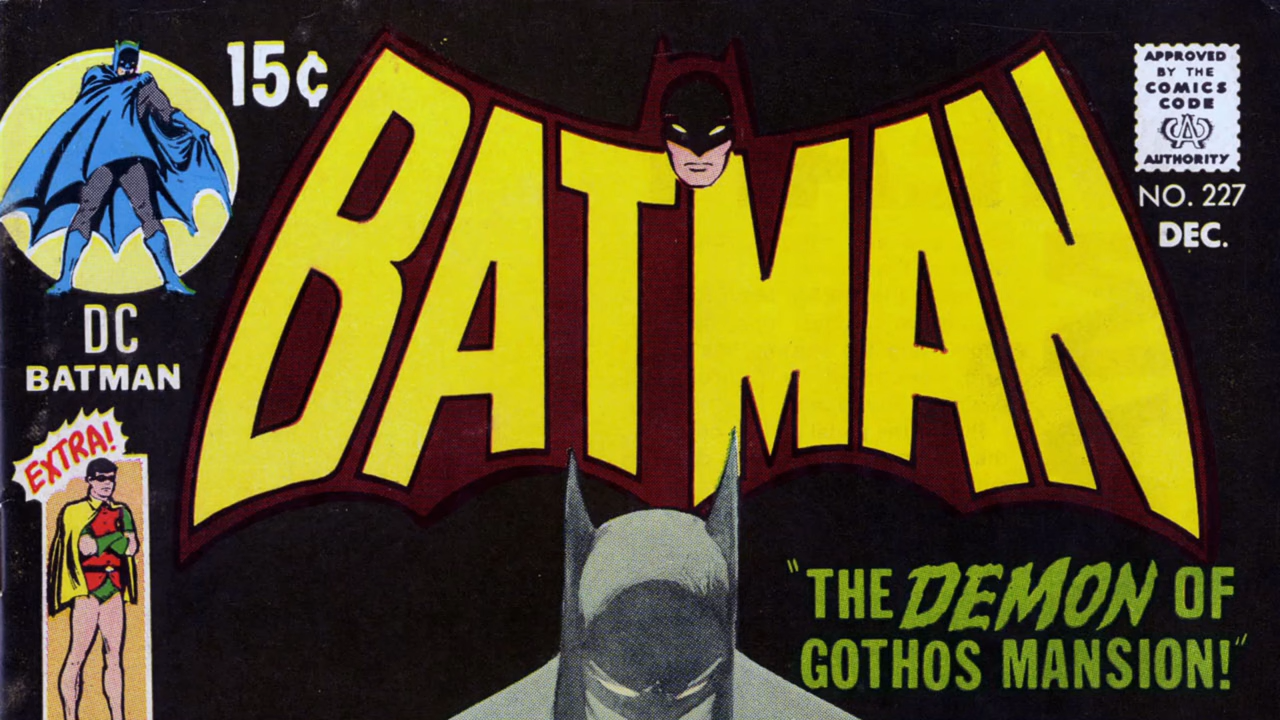 15¢
BATMAN
APPROVED
BY THE
COMICS
CODE
CA
AUTHORITY
NO. 227
DEC.
DC
BATMAN
EXTRA!
"THE DEMON OF
GOTHOS MANSION!"